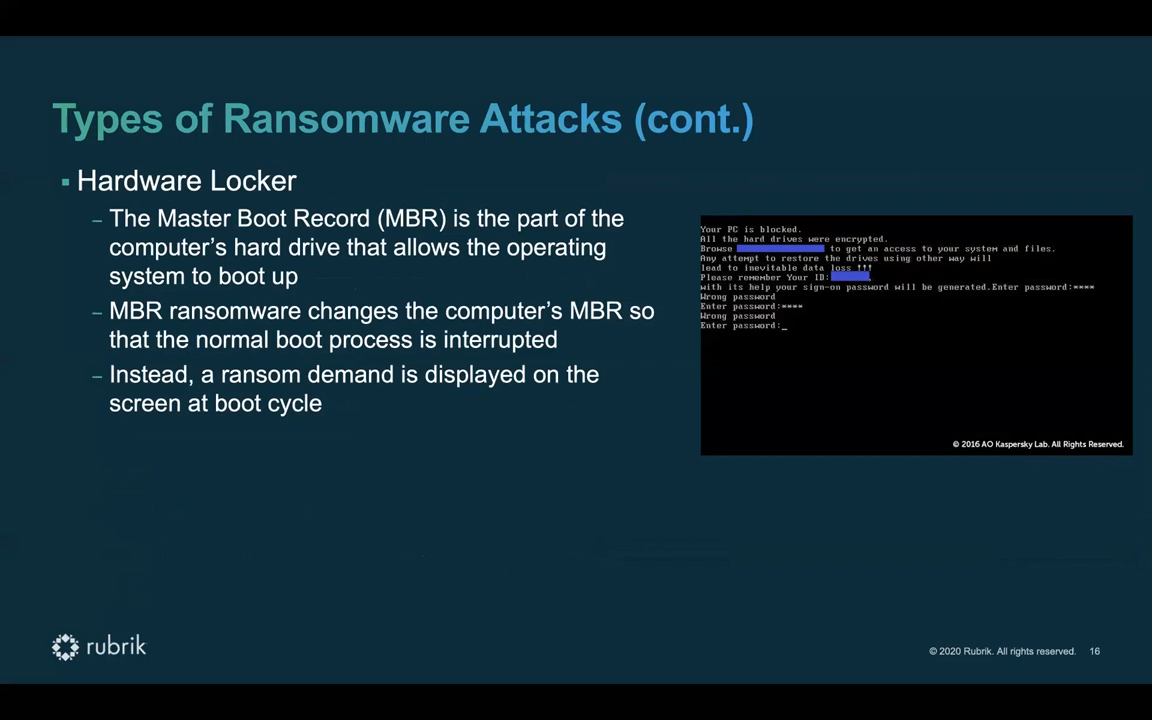 Types of Ransomware Attacks (cont.)
▪ Hardware Locker
– The Master Boot Record (MBR) is the part of the
computer’s hard drive that allows the operating
system to boot up
– MBR ransomware changes the computer’s MBR so
that the normal boot process is interrupted
– Instead, a ransom demand is displayed on the
screen at boot cycle
Your PC is blocked.
All the hard drives were encrypted.
Browse to get an access to your system and files.
Any attempt to restore the drives using other way will
lead to inevitable data loss !!!
Please remember Your ID:
with its help your sign-on password will be generated.Enter password:****
Wrong password
Enter password:****
Wrong password
Enter password:_
© 2016 AO Kaspersky Lab. All Rights Reserved.
rubrik
© 2020 Rubrik. All rights reserved. 16